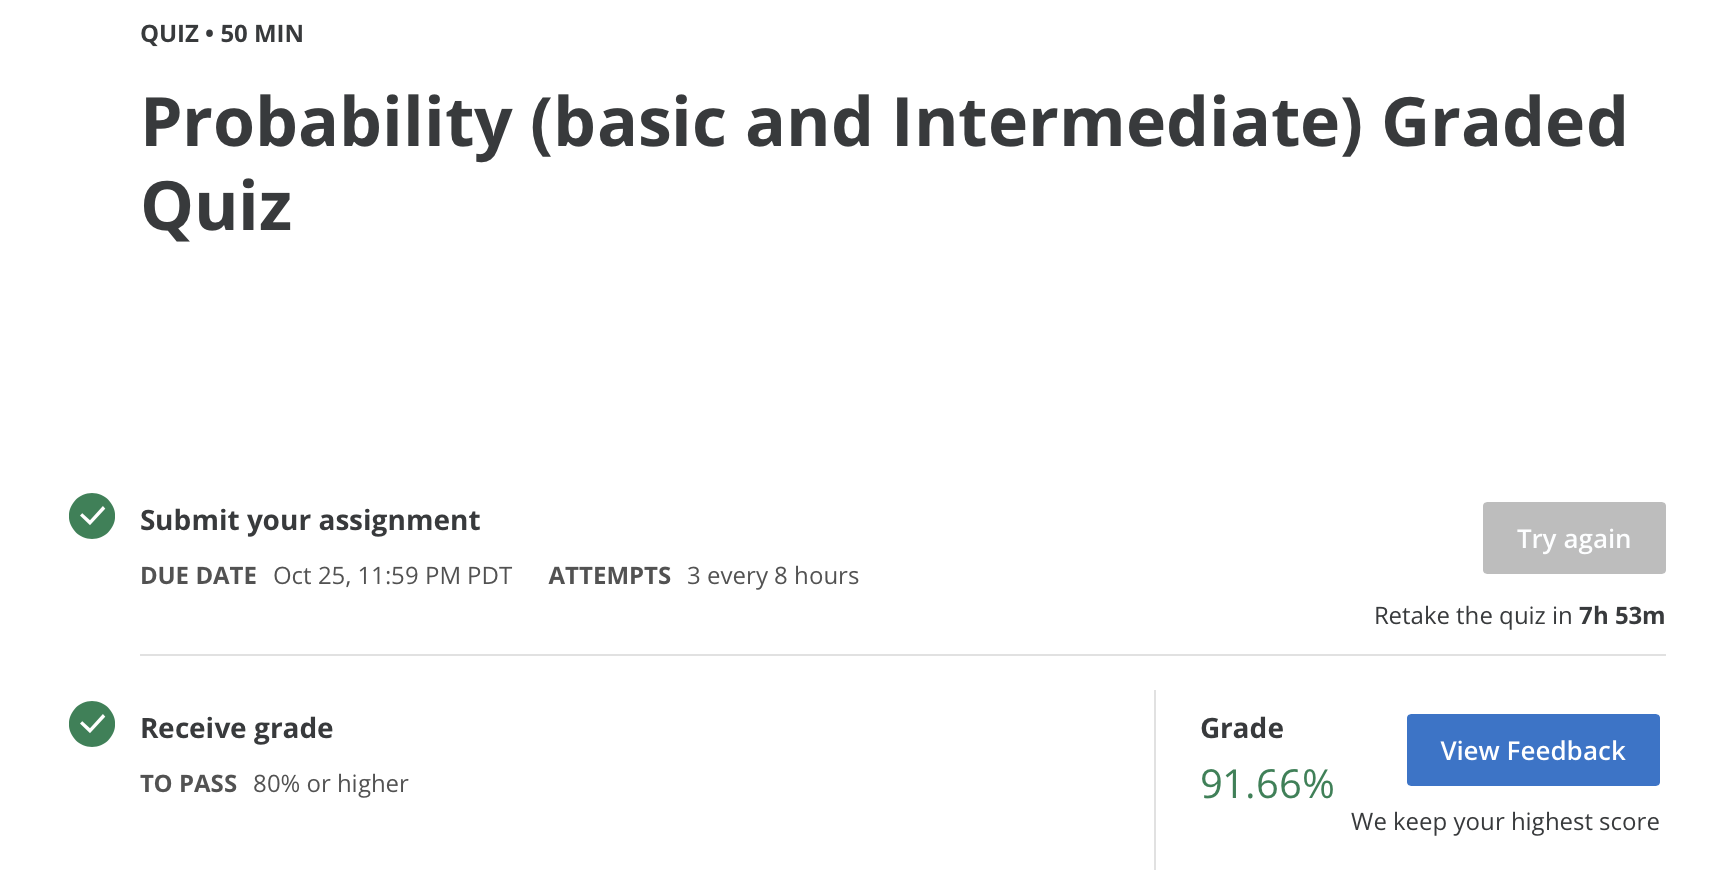 QUIZ • 50 MIN
Probability (basic and Intermediate) Graded
Quiz
Submit your assignment
DUE DATE Oct 25, 11:59 PM PDT ATTEMPTS 3 every 8 hours
Try again
Retake the quiz in 7h 53m
Receive grade
TO PASS 80% or higher
Grade
91.66%
View Feedback
We keep your highest score